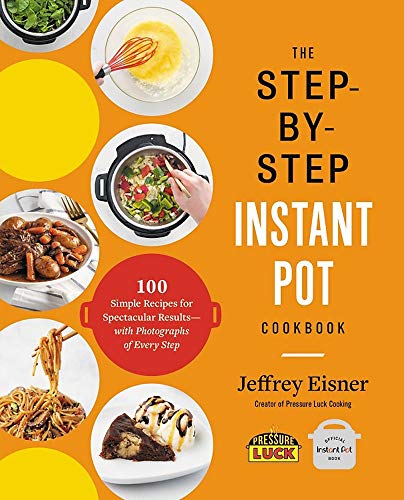 THE
STEP-
BY-
STEP
INSTANT
POT
COOKBOOK
100
Simple Recipes for
Spectacular Results—
with Photographs
of Every Step
Jeffrey Eisner
Creator of Pressure Luck Cooking
PRESSURE
LUCK
OFFICIAL
Instant Pot
BOOK